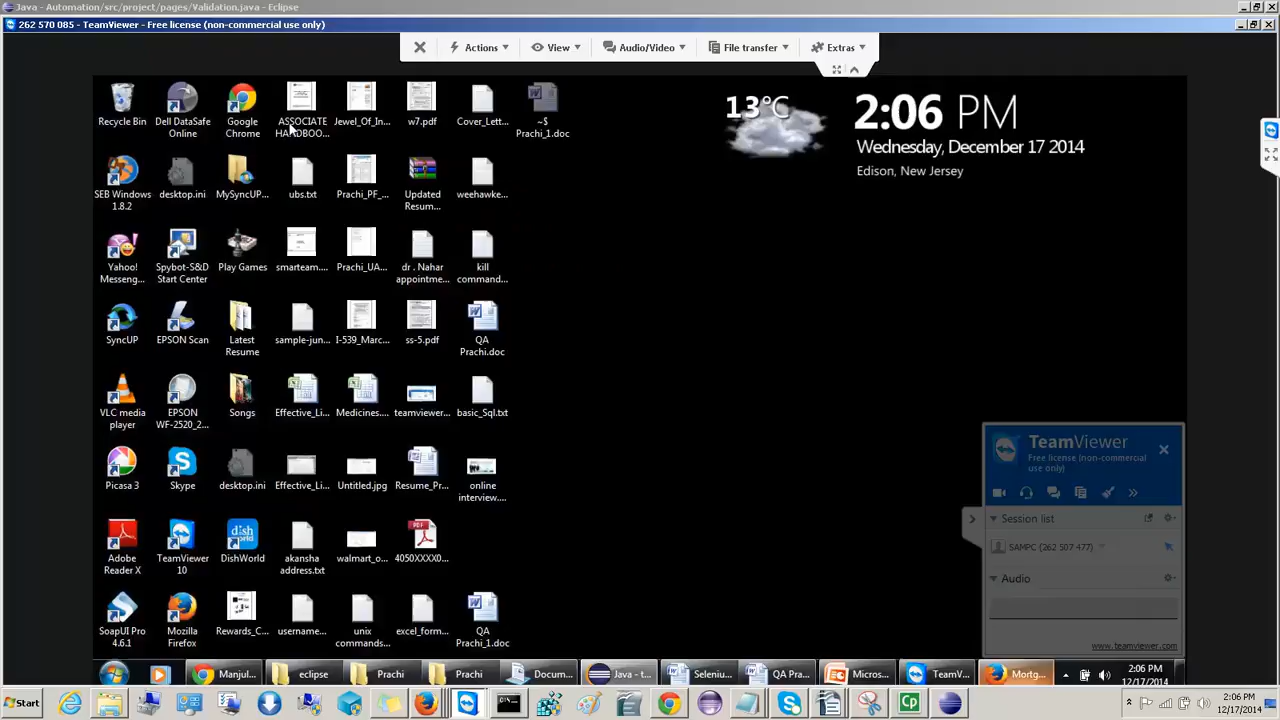 Java - Automation/src/project/pages/Validation.java - Eclipse
262 570 085 - TeamViewer - Free license (non-commercial use only)
Actions View Audio/Video File transfer Extras
Recycle Bin
Dell DataSafe Online
Google Chrome
ASSOCIATE HANDBOO...
Jewel_Of_In...
w7.pdf
Cover_Lett...
~$ Prachi_1.doc
13°C
2:06 PM
Wednesday, December 17 2014
Edison, New Jersey
SEB Windows 1.8.2
desktop.ini
MySyncUP...
ubs.txt
Prachi_PF_...
Updated Resum...
weehawke...
Yahoo! Messeng...
Spybot-S&D Start Center
Play Games
smarteam....
Prachi_UA...
dr . Nahar appointme...
kill command...
SyncUP
EPSON Scan
Latest Resume
sample-jun...
I-539_Marc...
ss-5.pdf
QA Prachi.doc
VLC media player
EPSON WF-2520_2...
Songs
Effective_Li...
Medicines....
teamviewer...
basic_Sql.txt
Picasa 3
Skype
desktop.ini
Effective_Li...
Untitled.jpg
Resume_Pr...
online interview....
Adobe Reader X
TeamViewer 10
DishWorld
akansha address.txt
walmart_o...
4050XXXX0...
SoapUI Pro 4.6.1
Mozilla Firefox
Rewards_C...
username...
unix commands...
excel_form...
QA Prachi_1.doc
TeamViewer
Free license (non-commercial use only)
Session list
SAMPC (262 507 477)
Audio
www.teamviewer.com
Manjul...
eclipse
Prachi
Prachi
Docum...
Java - t...
Seleniu...
QA Pra...
Micros...
TeamV...
Mortg...
2:06 PM
12/17/2014
Start
2:06 PM
12/17/2014